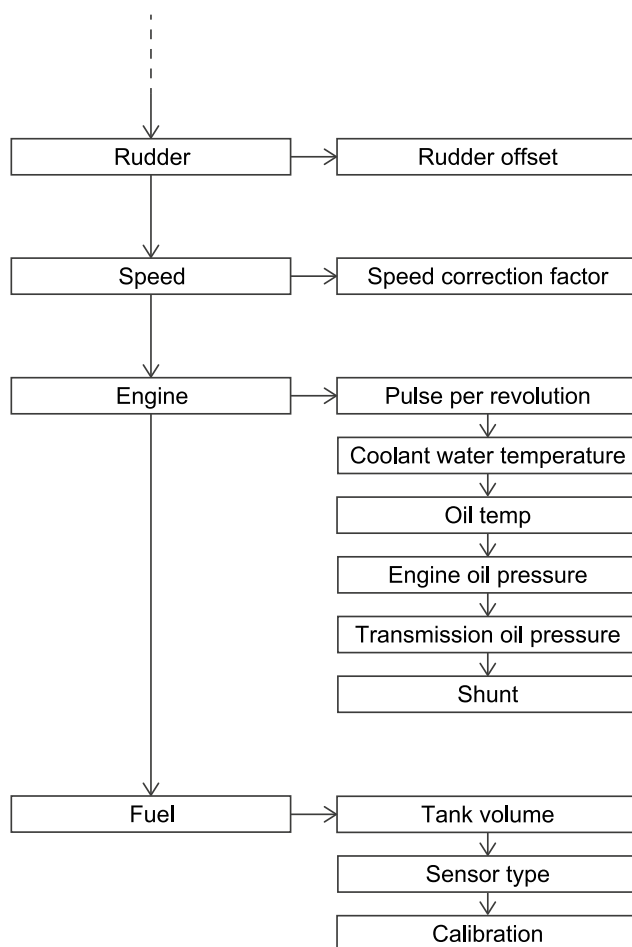 Rudder
Rudder offset
Speed
Speed correction factor
Engine
Pulse per revolution
Coolant water temperature
Oil temp
Engine oil pressure
Transmission oil pressure
Shunt
Fuel
Tank volume
Sensor type
Calibration